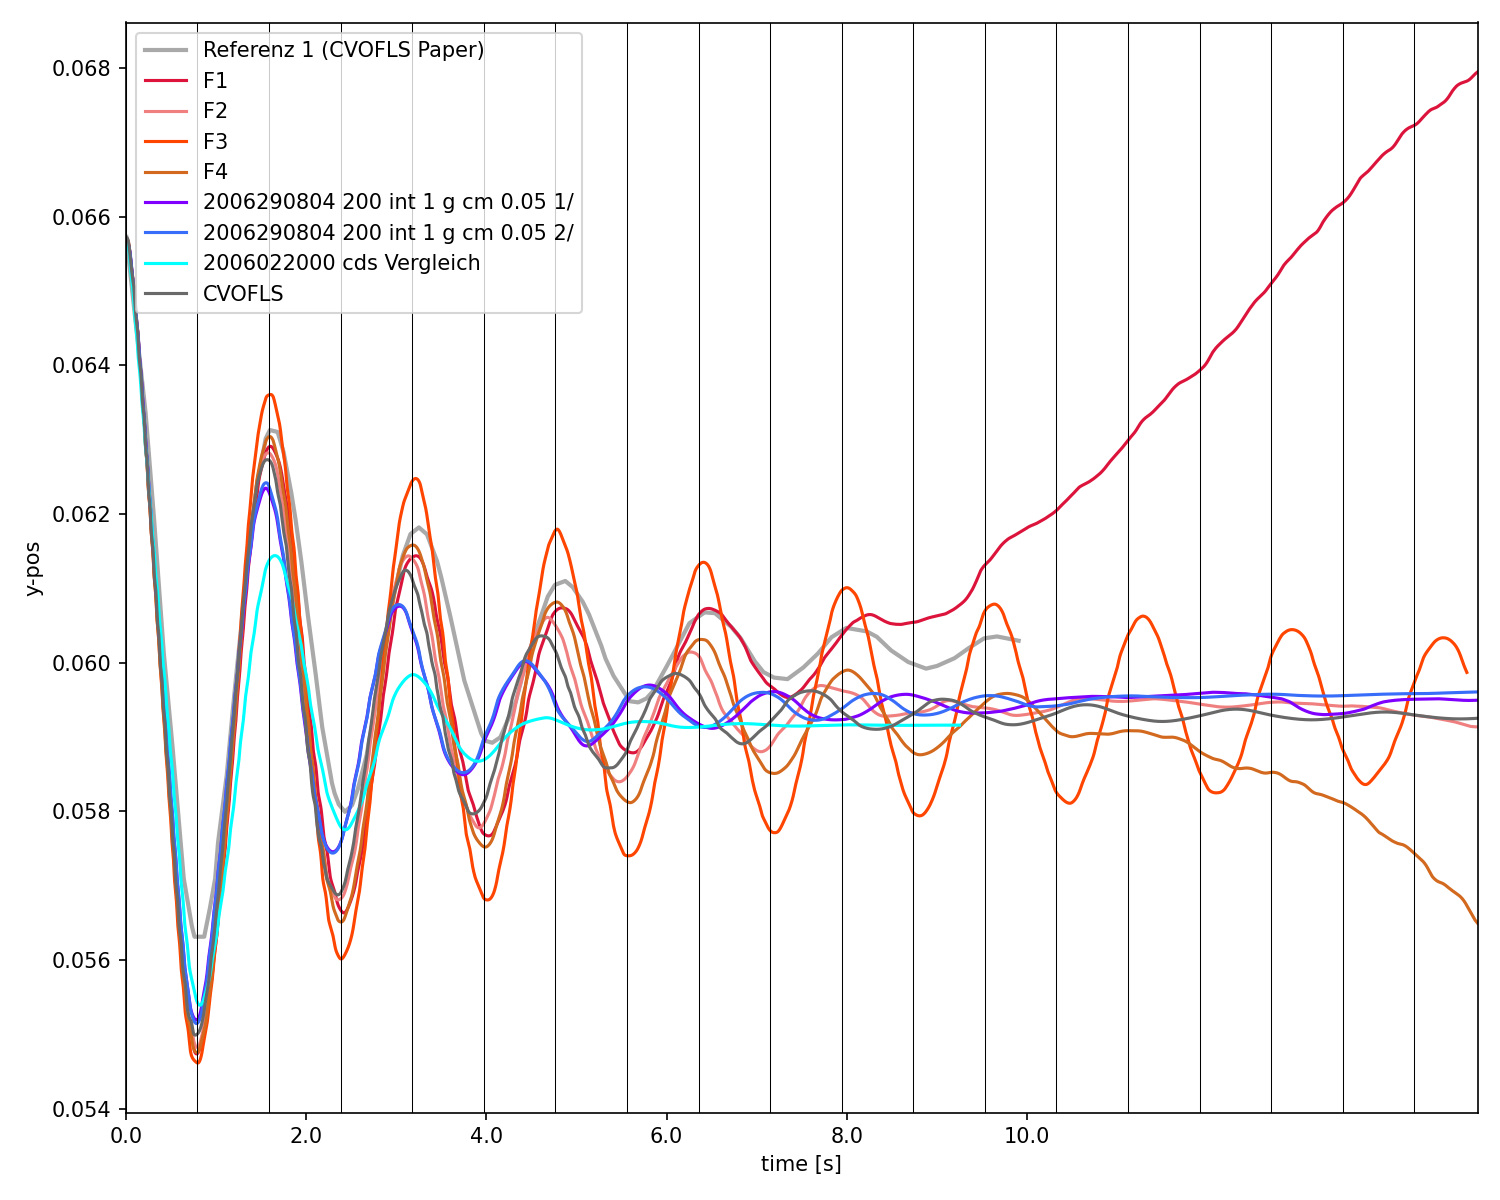 0.068
0.066
0.064
0.062
0.060
0.058
0.056
0.054
y-pos
Referenz 1 (CVOFLS Paper)
F1
F2
F3
F4
2006290804 200 int 1 g cm 0.05 1/
2006290804 200 int 1 g cm 0.05 2/
2006022000 cds Vergleich
CVOFLS
0.0 2.0 4.0 6.0 8.0 10.0
time [s]